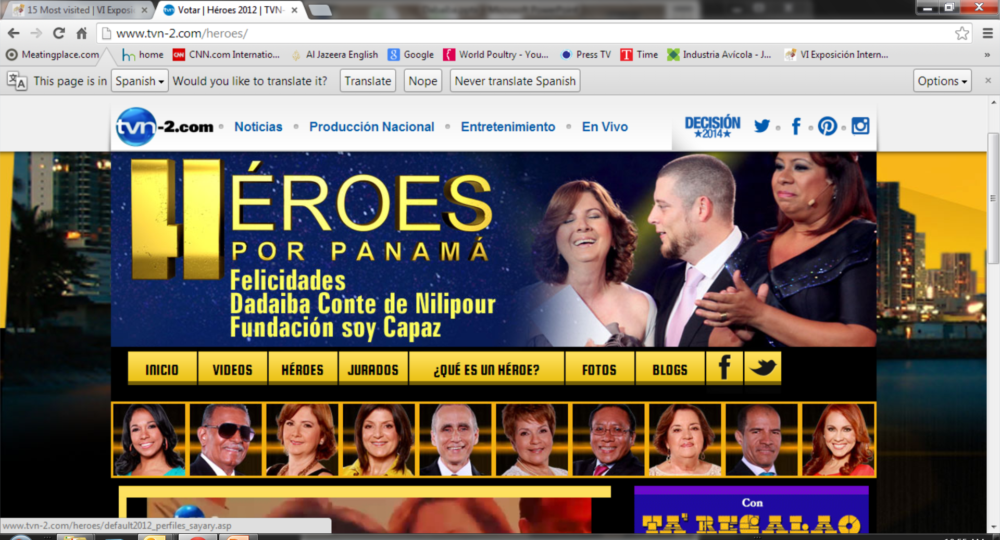 15 Most visited | VI Exposi
Votar | Héroes 2012 | TVN-
www.tvn-2.com/heroes/
Meatingplace.com
home
CNN CNN.com Internatio...
Al Jazeera English
8 Google
World Poultry - You...
Press TV
T Time
Industria Avícola - J...
VI Exposición Intern...
»
This page is in Spanish Would you like to translate it? Translate Nope Never translate Spanish Options
tvn-2.com
Noticias
Producción Nacional
Entretenimiento
En Vivo
DECISIÓN
★2014★
HÉROES
POR PANAMÁ
Felicidades
Dadaiba Conte de Nilipour
Fundación soy Capaz
INICIO
VIDEOS
HÉROES
JURADOS
¿QUÉ ES UN HÉROE?
FOTOS
BLOGS
Con
TA' REGALAO
www.tvn-2.com/heroes/default2012_perfiles_sayary.asp